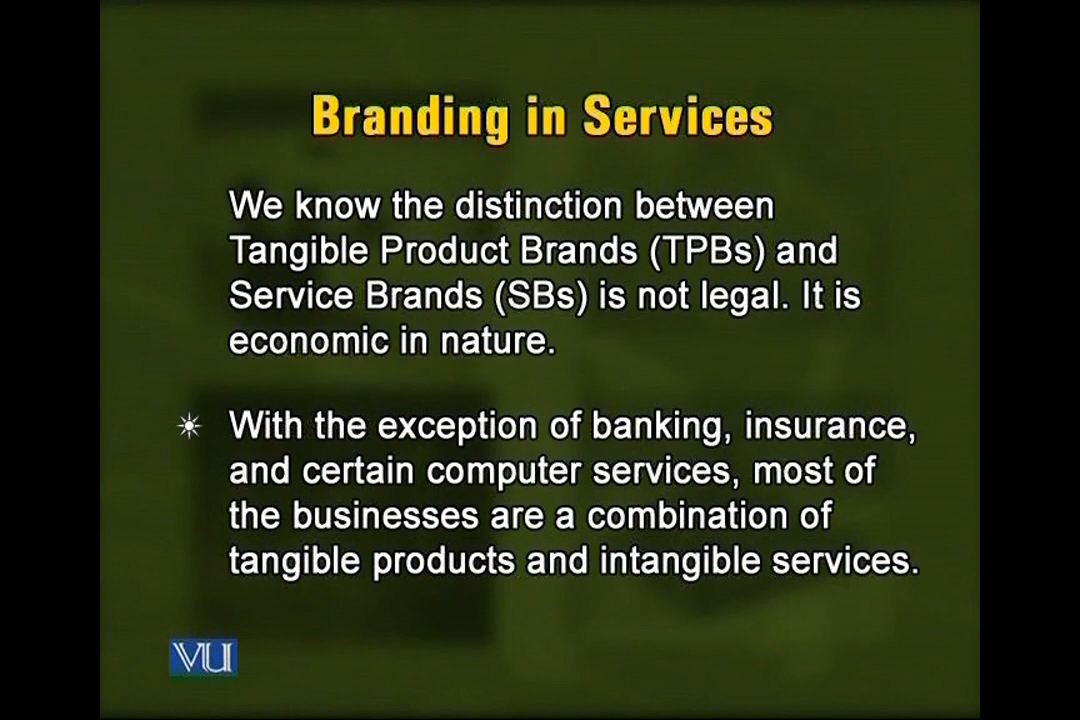 Branding in Services
We know the distinction between
Tangible Product Brands (TPBs) and
Service Brands (SBs) is not legal. It is
economic in nature.
With the exception of banking, insurance,
and certain computer services, most of
the businesses are a combination of
tangible products and intangible services.
VU